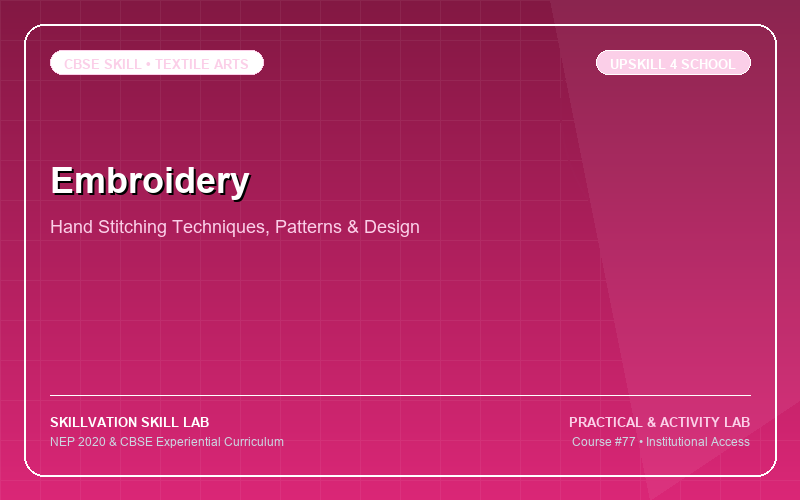 CBSE SKILL • TEXTILE ARTS
UPSKILL 4 SCHOOL
Embroidery
Hand Stitching Techniques, Patterns & Design
SKILLVATION SKILL LAB
NEP 2020 & CBSE Experiential Curriculum
PRACTICAL & ACTIVITY LAB
Course #77 • Institutional Access